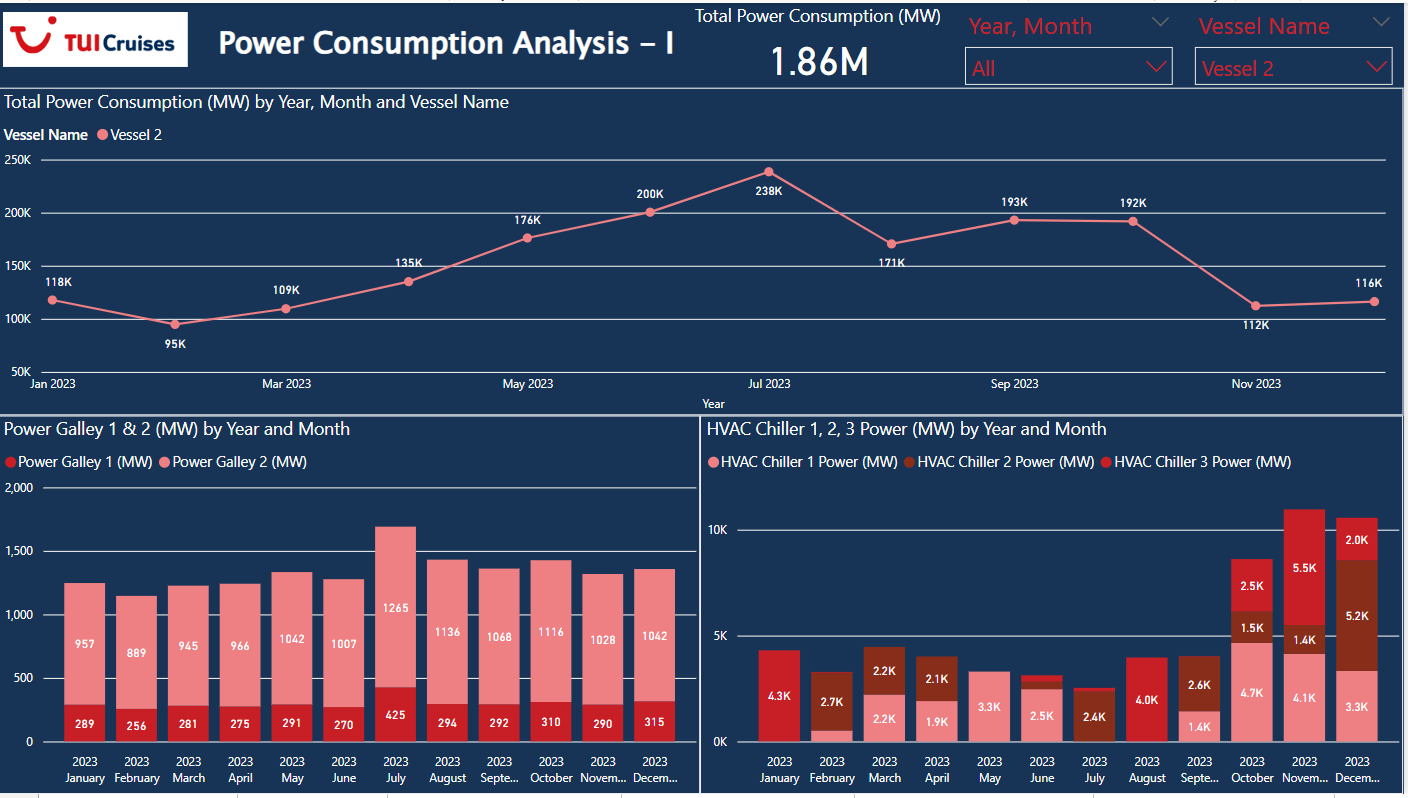 TUI Cruises
Power Consumption Analysis – I
Total Power Consumption (MW)
1.86M
Year, Month
All
Vessel Name
Vessel 2
Total Power Consumption (MW) by Year, Month and Vessel Name
Vessel Name Vessel 2
250K
200K
150K
100K
50K
118K
95K
109K
135K
176K
200K
238K
171K
193K
192K
112K
116K
Jan 2023 Mar 2023 May 2023 Jul 2023 Sep 2023 Nov 2023
Year
Power Galley 1 & 2 (MW) by Year and Month
Power Galley 1 (MW) Power Galley 2 (MW)
2,000
1,500
1,000
500
0
957 889 945 966 1042 1007 1265 1136 1068 1116 1028 1042
289 256 281 275 291 270 425 294 292 310 290 315
2023 2023 2023 2023 2023 2023 2023 2023 2023 2023 2023 2023
January February March April May June July August Septe... October Novem... Decem...
HVAC Chiller 1, 2, 3 Power (MW) by Year and Month
HVAC Chiller 1 Power (MW) HVAC Chiller 2 Power (MW) HVAC Chiller 3 Power (MW)
10K
5K
0K
4.3K
2.7K
2.2K
2.2K
2.1K
1.9K
3.3K
2.5K
2.4K
4.0K
2.6K
1.4K
2.5K
1.5K
4.7K
5.5K
1.4K
4.1K
2.0K
5.2K
3.3K
2023 2023 2023 2023 2023 2023 2023 2023 2023 2023 2023 2023
January February March April May June July August Septe... October Novem... Decem...